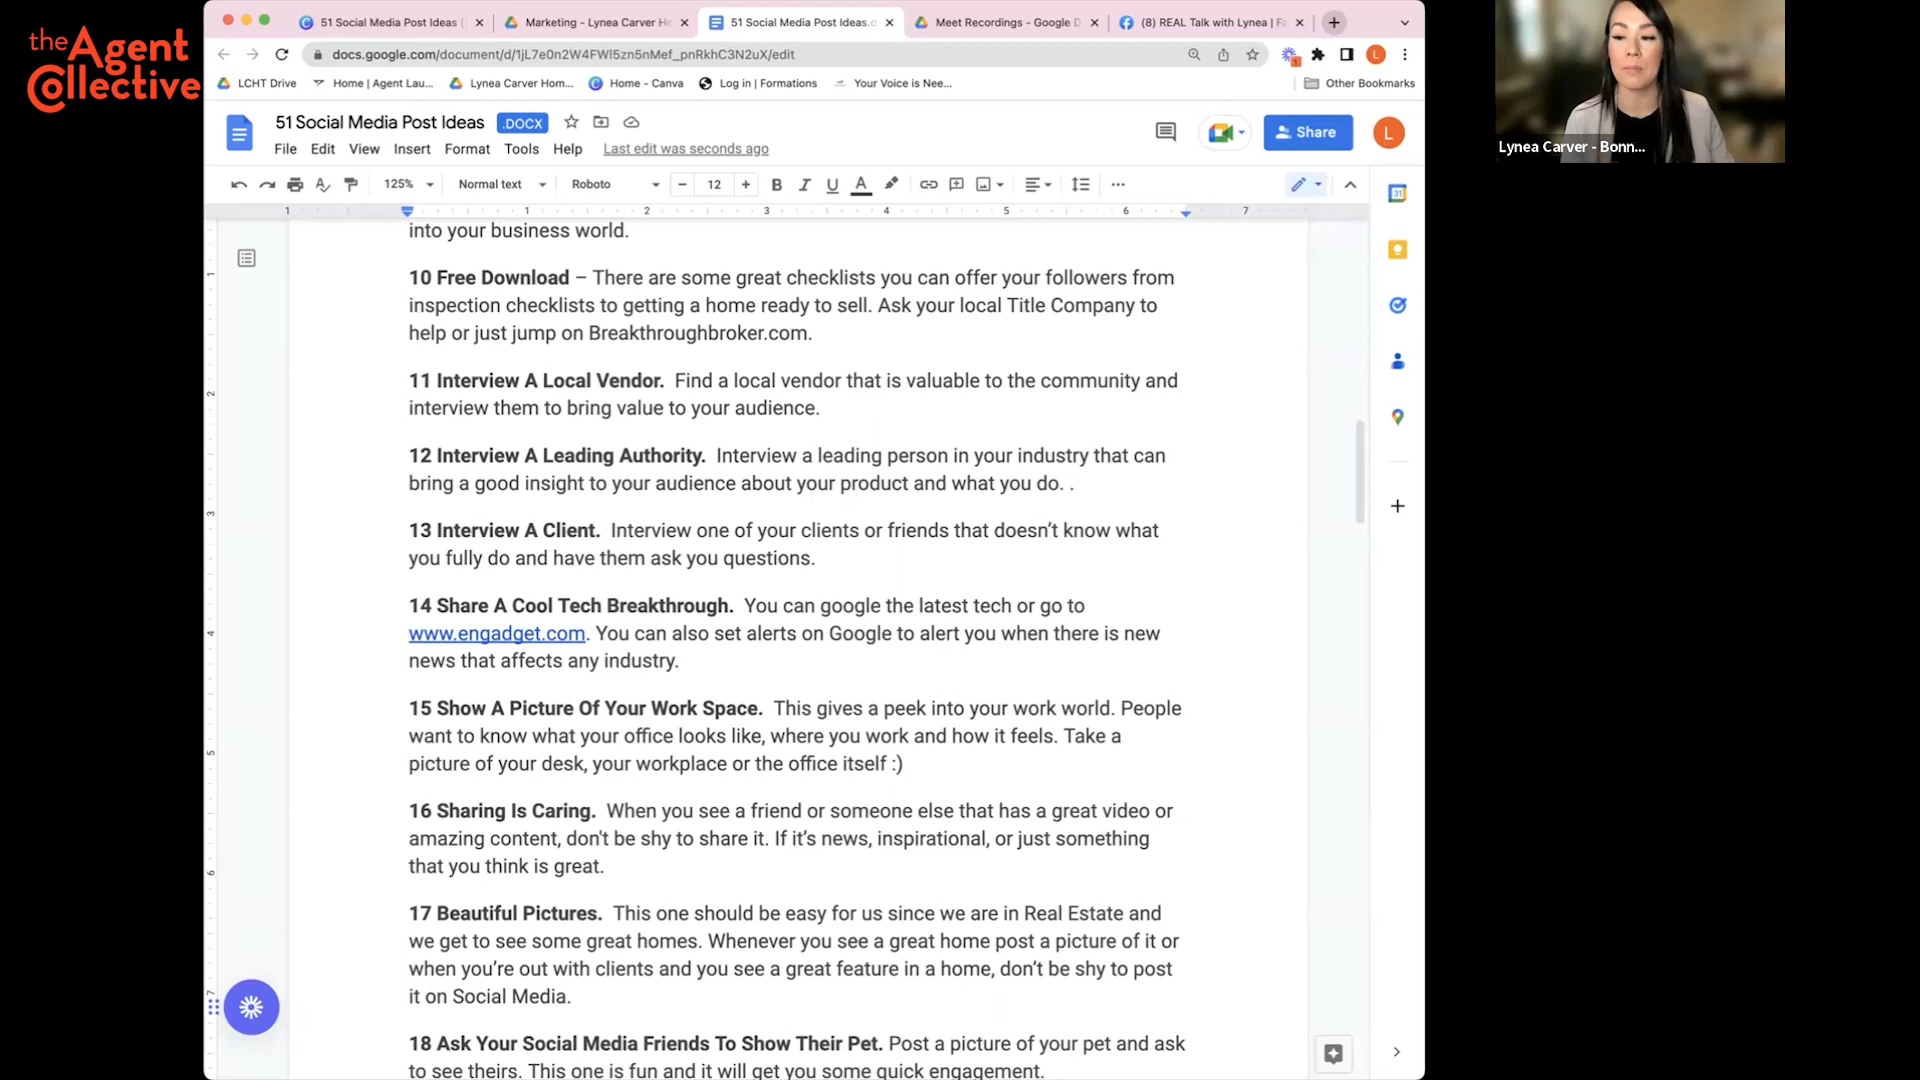 the
Agent
Collective
51 Social Media Post Ideas (
Marketing - Lynea Carver Ho
51 Social Media Post Ideas.d
Meet Recordings - Google D
(8) REAL Talk with Lynea | Fa
docs.google.com/document/d/1jL7e0n2W4FWl5zn5nMef_pnRkhC3N2uX/edit
LCHT Drive
Home | Agent Lau...
Lynea Carver Hom...
Home - Canva
Log in | Formations
Your Voice is Nee...
Other Bookmarks
51 Social Media Post Ideas .DOCX
Share
L
File Edit View Insert Format Tools Help Last edit was seconds ago
125% Normal text Roboto – 12 + B I U A
1 1 2 3 4 5 6 7
into your business world.
10 Free Download – There are some great checklists you can offer your followers from
inspection checklists to getting a home ready to sell. Ask your local Title Company to
help or just jump on Breakthroughbroker.com.
11 Interview A Local Vendor. Find a local vendor that is valuable to the community and
interview them to bring value to your audience.
12 Interview A Leading Authority. Interview a leading person in your industry that can
bring a good insight to your audience about your product and what you do. .
13 Interview A Client. Interview one of your clients or friends that doesn’t know what
you fully do and have them ask you questions.
14 Share A Cool Tech Breakthrough. You can google the latest tech or go to
www.engadget.com. You can also set alerts on Google to alert you when there is new
news that affects any industry.
15 Show A Picture Of Your Work Space. This gives a peek into your work world. People
want to know what your office looks like, where you work and how it feels. Take a
picture of your desk, your workplace or the office itself :)
16 Sharing Is Caring. When you see a friend or someone else that has a great video or
amazing content, don't be shy to share it. If it’s news, inspirational, or just something
that you think is great.
17 Beautiful Pictures. This one should be easy for us since we are in Real Estate and
we get to see some great homes. Whenever you see a great home post a picture of it or
when you’re out with clients and you see a great feature in a home, don’t be shy to post
it on Social Media.
18 Ask Your Social Media Friends To Show Their Pet. Post a picture of your pet and ask
to see theirs. This one is fun and it will get you some quick engagement.
Lynea Carver - Bonn...